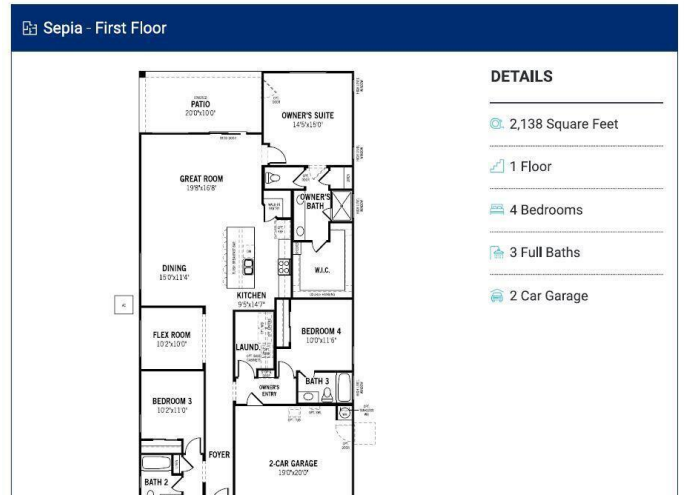 Sepia - First Floor
DETAILS
2,138 Square Feet
1 Floor
4 Bedrooms
3 Full Baths
2 Car Garage
PATIO
20'0"x10'0"
OWNER'S SUITE
14'5"x15'0"
GREAT ROOM
19'8"x16'8"
OWNER'S
BATH
W.I.C.
DINING
15'0"x11'4"
KITCHEN
9'5"x14'7"
FLEX ROOM
10'2"x10'0"
LAUND.
BEDROOM 4
10'0"x11'6"
BATH 3
OWNER'S
ENTRY
BEDROOM 3
10'2"x11'0"
FOYER
2-CAR GARAGE
19'0"x20'0"
BATH 2